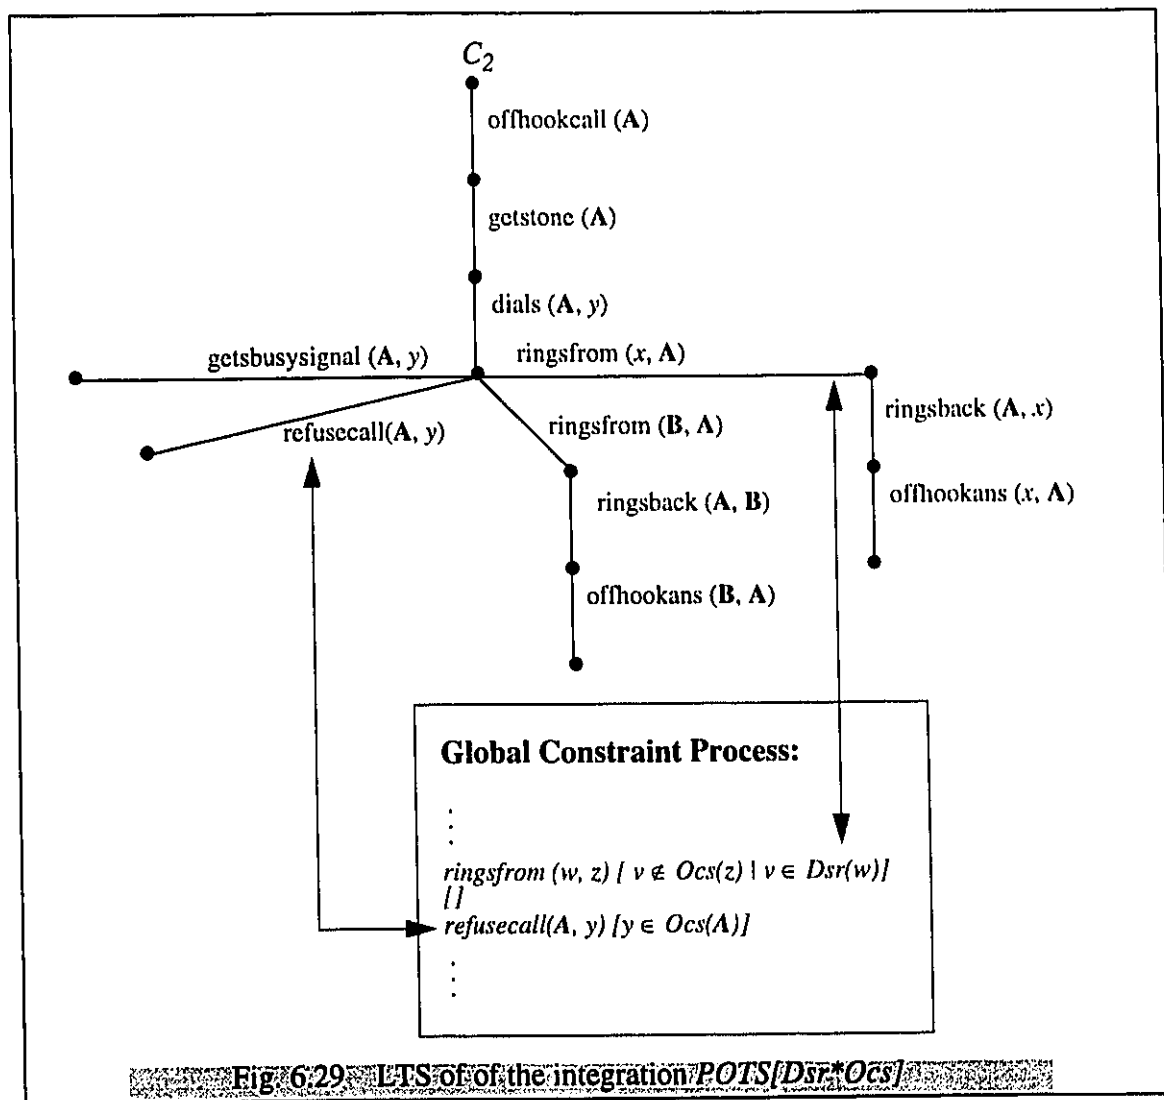 C2
offhookcall (A)
getstone (A)
dials (A, y)
getsbusysignal (A, y)
ringsfrom (x, A)
refusecall(A, y)
ringsfrom (B, A)
ringsback (A, x)
ringsback (A, B)
offhookans (x, A)
offhookans (B, A)
Global Constraint Process:
ringsfrom (w, z) [ v ∉ Ocs(z) | v ∈ Dsr(w)]
[]
refusecall(A, y) [y ∈ Ocs(A)]
Fig 6.29 LTS of of the integration POTS[Dsr*Ocs]